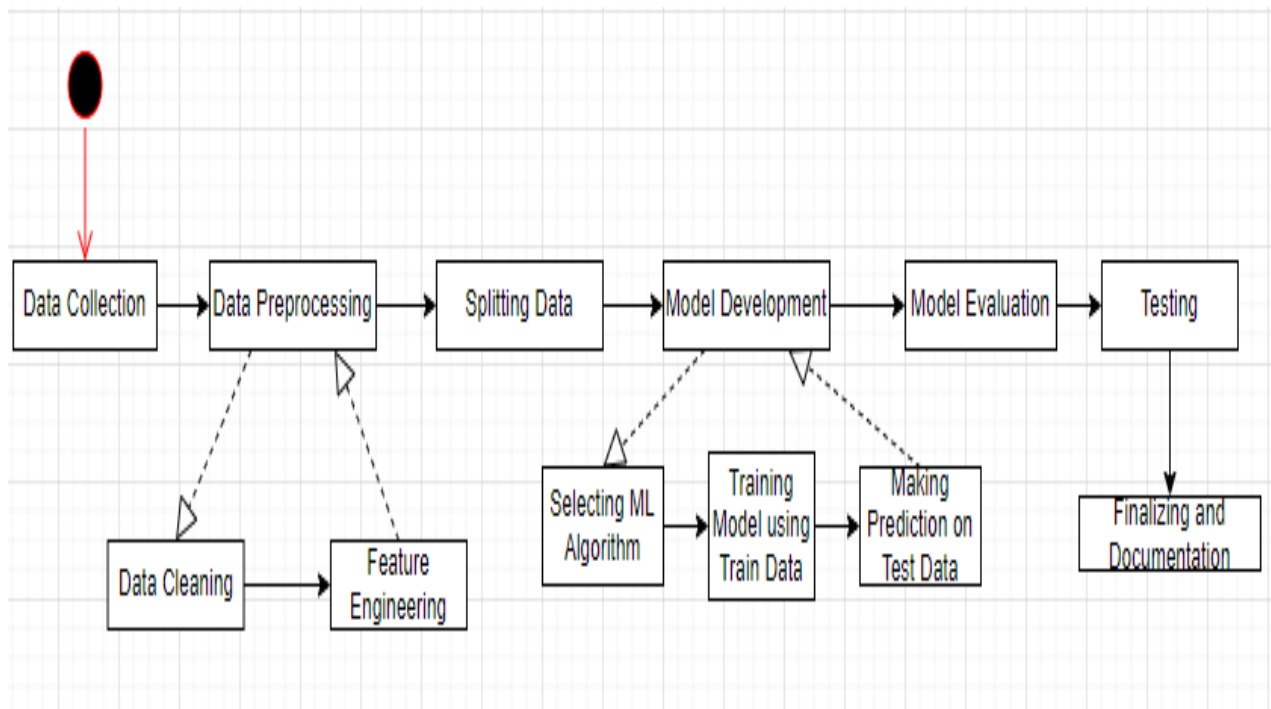 Data Collection
Data Preprocessing
Splitting Data
Model Development
Model Evaluation
Testing
Data Cleaning
Feature
Engineering
Selecting ML
Algorithm
Training
Model using
Train Data
Making
Prediction on
Test Data
Finalizing and
Documentation